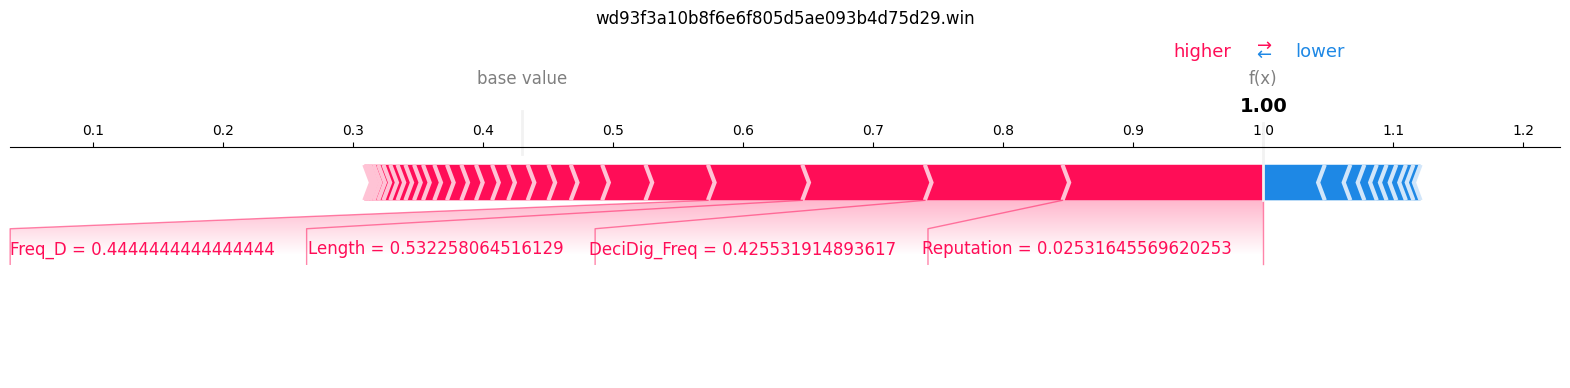 wd93f3a10b8f6e6f805d5ae093b4d75d29.win
higher → ← lower
base value f(x)
1.00
0.1 0.2 0.3 0.4 0.5 0.6 0.7 0.8 0.9 1.0 1.1 1.2
Freq_D = 0.4444444444444444 Length = 0.532258064516129 DeciDig_Freq = 0.425531914893617 Reputation = 0.02531645569620253